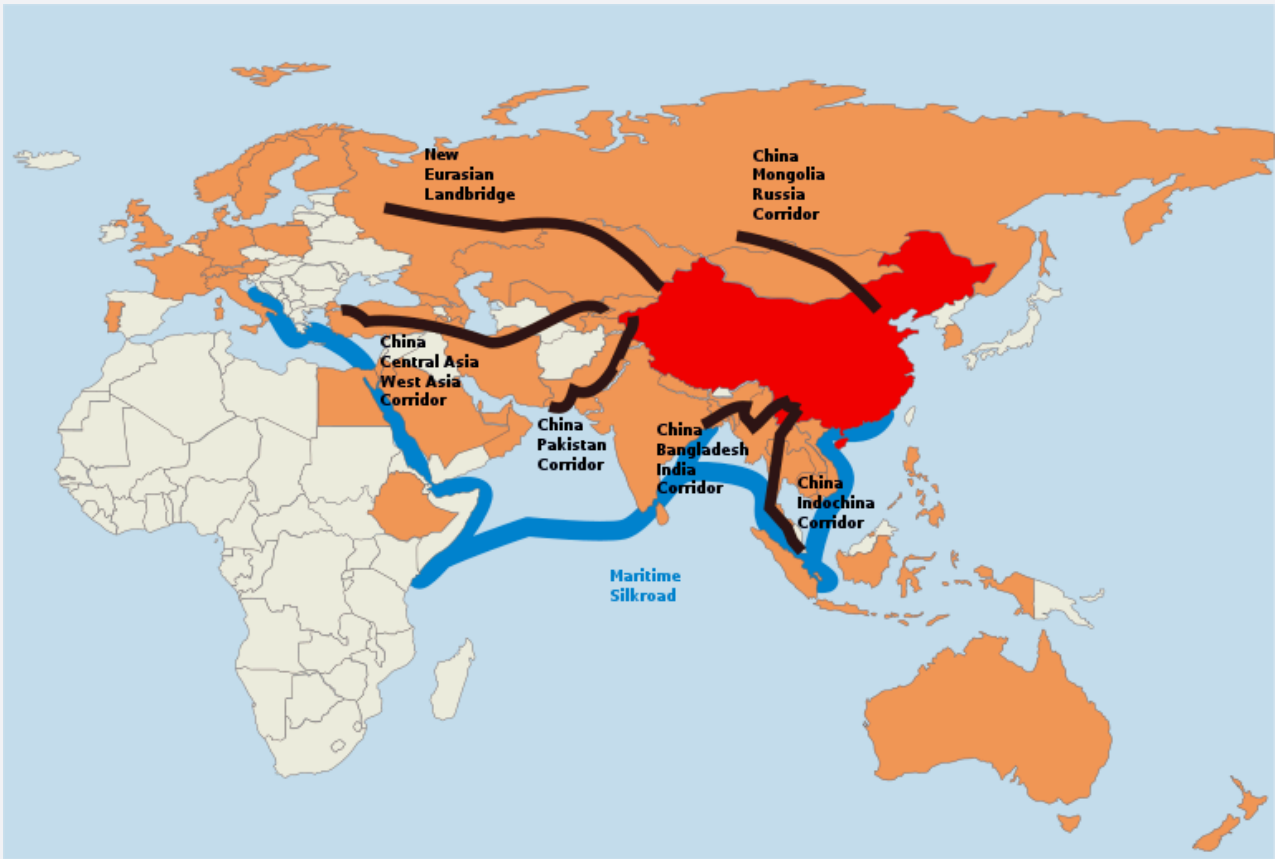 New
Eurasian
Landbridge
China
Mongolia
Russia
Corridor
China
Central Asia
West Asia
Corridor
China
Pakistan
Corridor
China
Bangladesh
India
Corridor
China
Indochina
Corridor
Maritime
Silkroad